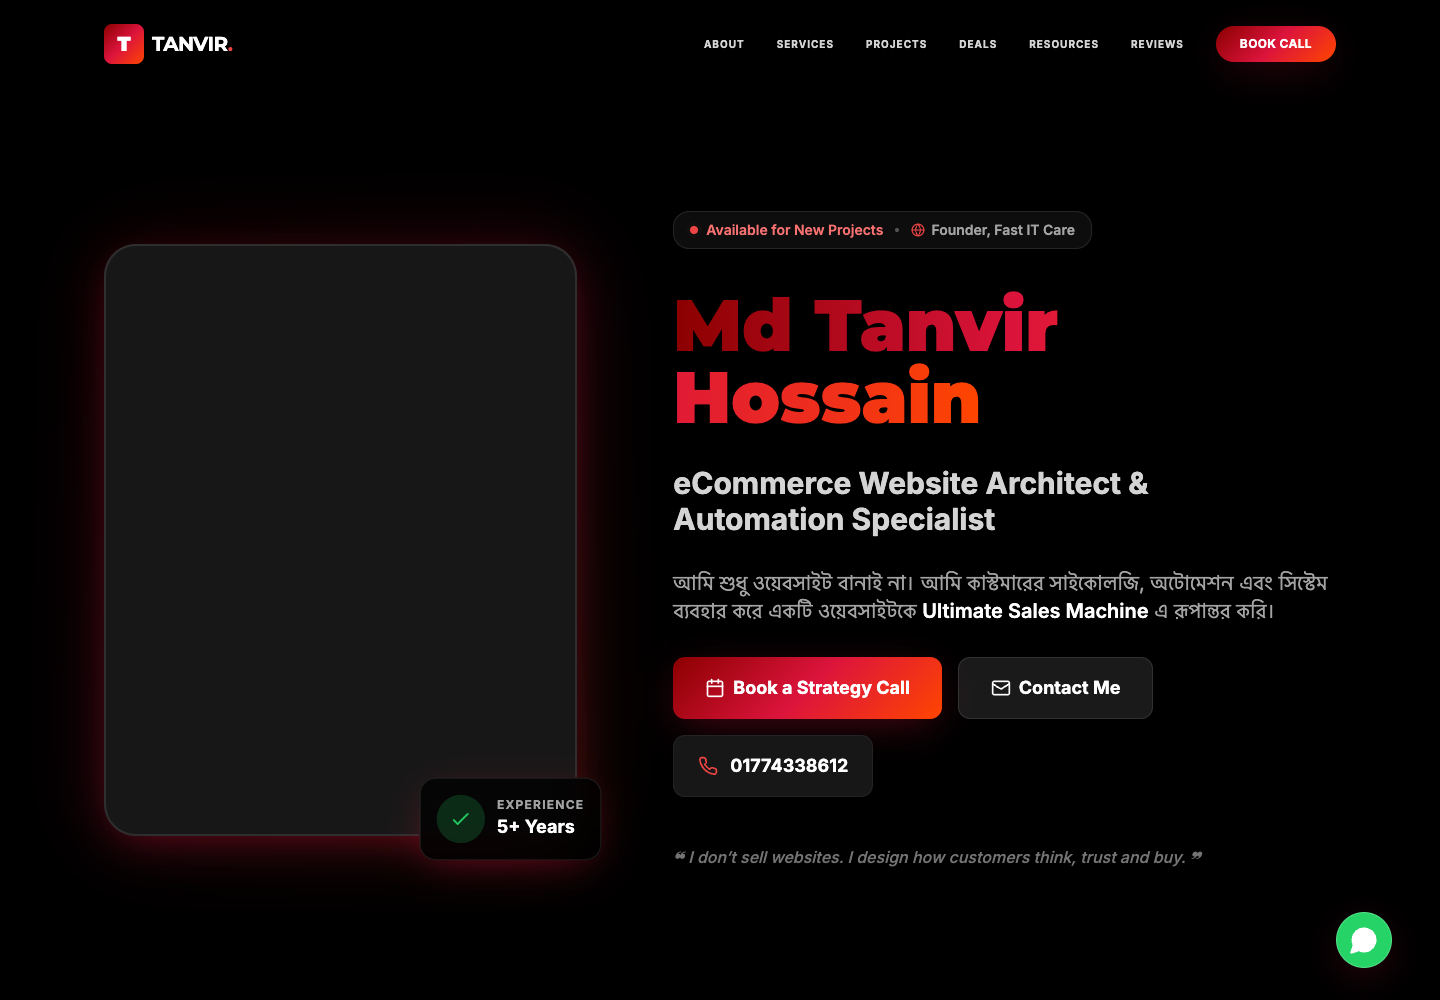 T TANVIR.
ABOUT SERVICES PROJECTS DEALS RESOURCES REVIEWS BOOK CALL
Available for New Projects • Founder, Fast IT Care
Md Tanvir
Hossain
eCommerce Website Architect &
Automation Specialist
আমি শুধু ওয়েবসাইট বানাই না। আমি কাস্টমারের সাইকোলজি, অটোমেশন এবং সিস্টেম
ব্যবহার করে একটি ওয়েবসাইটকে Ultimate Sales Machine এ রূপান্তর করি।
Book a Strategy Call
Contact Me
01774338612
EXPERIENCE
5+ Years
❝ I don’t sell websites. I design how customers think, trust and buy. ❞